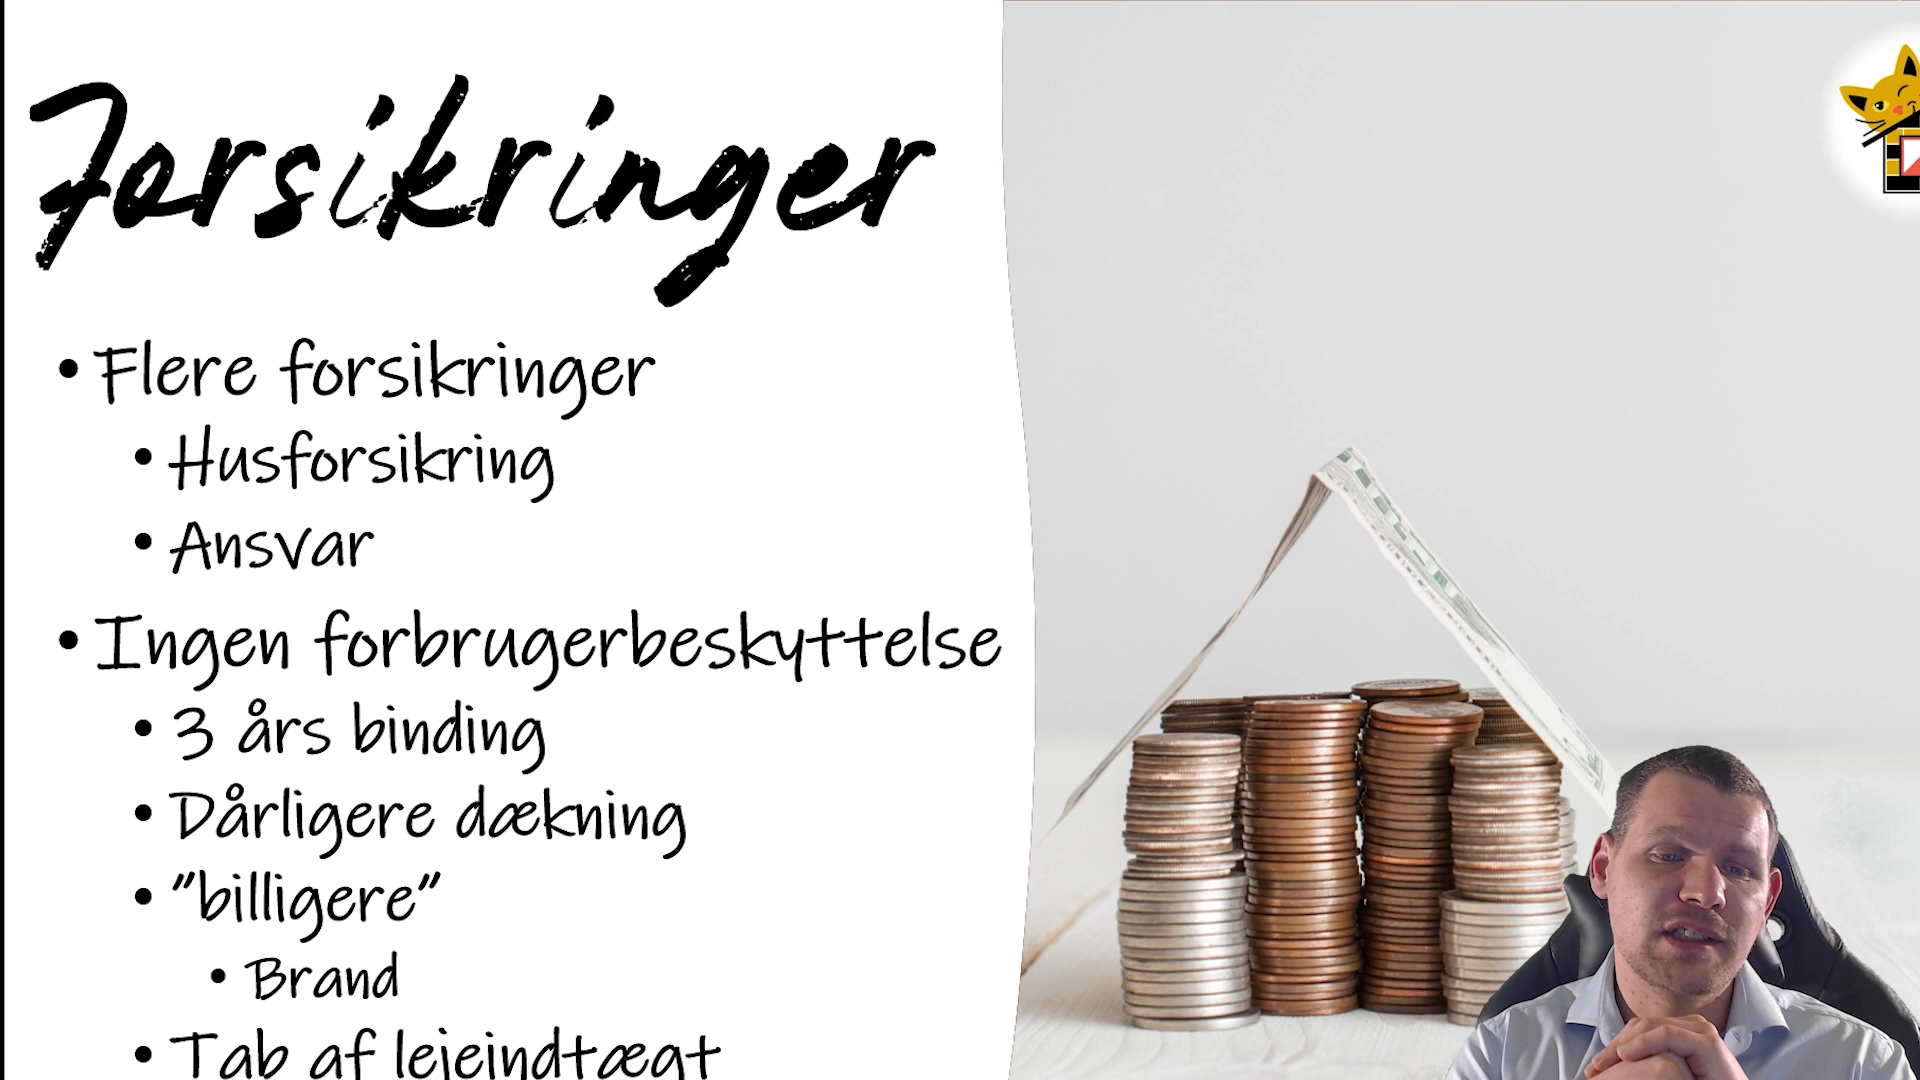 Forsikringer
• Flere forsikringer
• Husforsikring
• Ansvar
• Ingen forbrugerbeskyttelse
• 3 års binding
• Dårligere dækning
• "billigere"
• Brand
• Tab af lejeindtægt